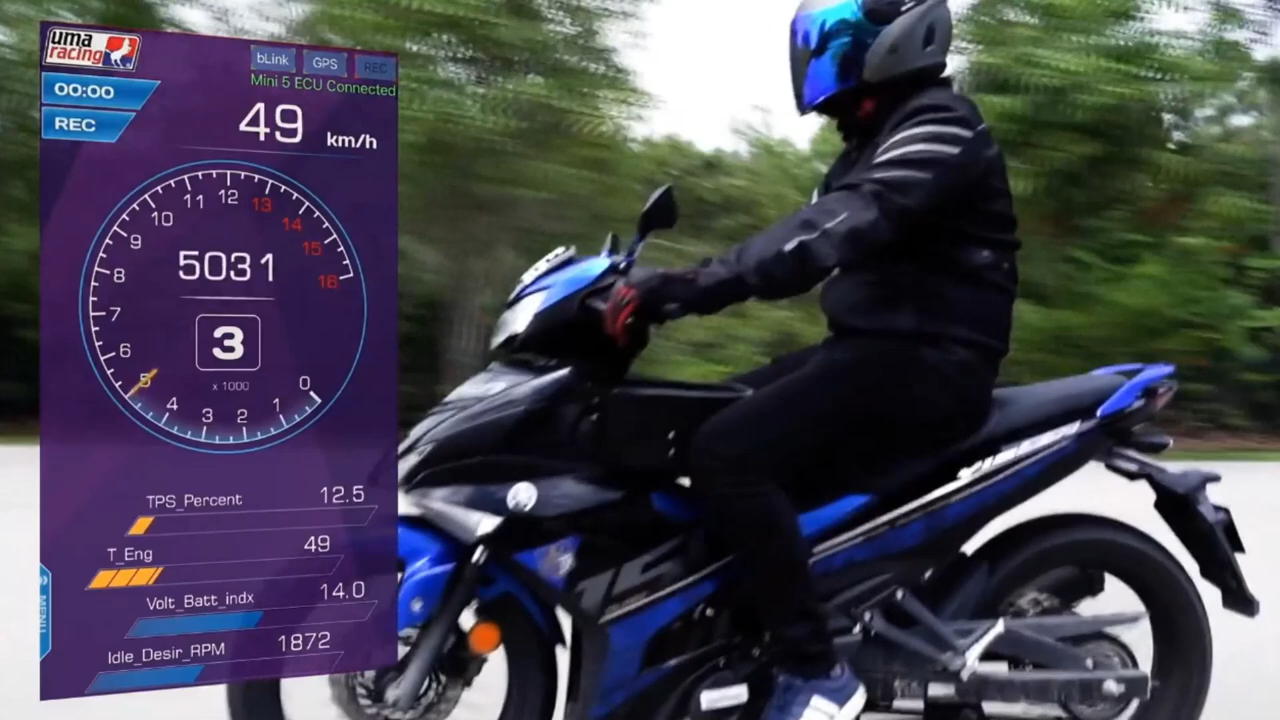 uma
racing
bLink
GPS
REC
Mini 5 ECU Connected
00:00
REC
49 km/h
12
11
13
10
14
9
15
5031
8
16
7
3
6
x 1000
5
0
4
3
2
1
TPS_Percent 12.5
T_Eng 49
Volt_Batt_indx 14.0
Idle_Desir_RPM 1872
MENU
Y15ZR